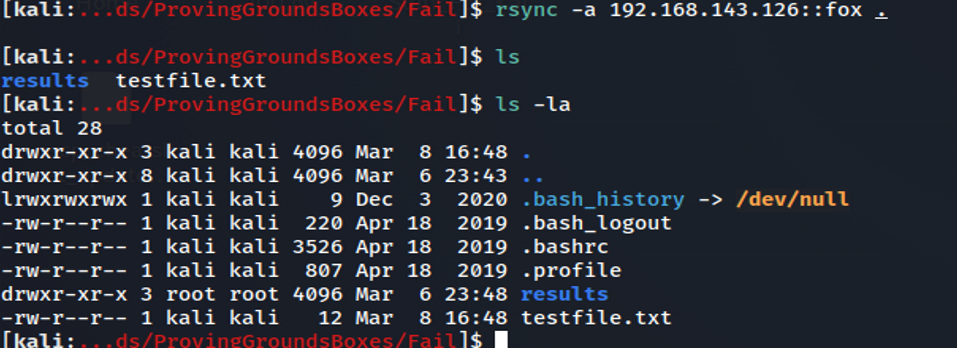 [kali:...ds/ProvingGroundsBoxes/Fail]$ rsync -a 192.168.143.126::fox .
[kali:...ds/ProvingGroundsBoxes/Fail]$ ls
results  testfile.txt
[kali:...ds/ProvingGroundsBoxes/Fail]$ ls -la
total 28
drwxr-xr-x 3 kali kali 4096 Mar  8 16:48 .
drwxr-xr-x 8 kali kali 4096 Mar  6 23:43 ..
lrwxrwxrwx 1 kali kali    9 Dec  3  2020 .bash_history -> /dev/null
-rw-r--r-- 1 kali kali  220 Apr 18  2019 .bash_logout
-rw-r--r-- 1 kali kali 3526 Apr 18  2019 .bashrc
-rw-r--r-- 1 kali kali  807 Apr 18  2019 .profile
drwxr-xr-x 3 root root 4096 Mar  6 23:48 results
-rw-r--r-- 1 kali kali   12 Mar  8 16:48 testfile.txt
[kali:...ds/ProvingGroundsBoxes/Fail]$